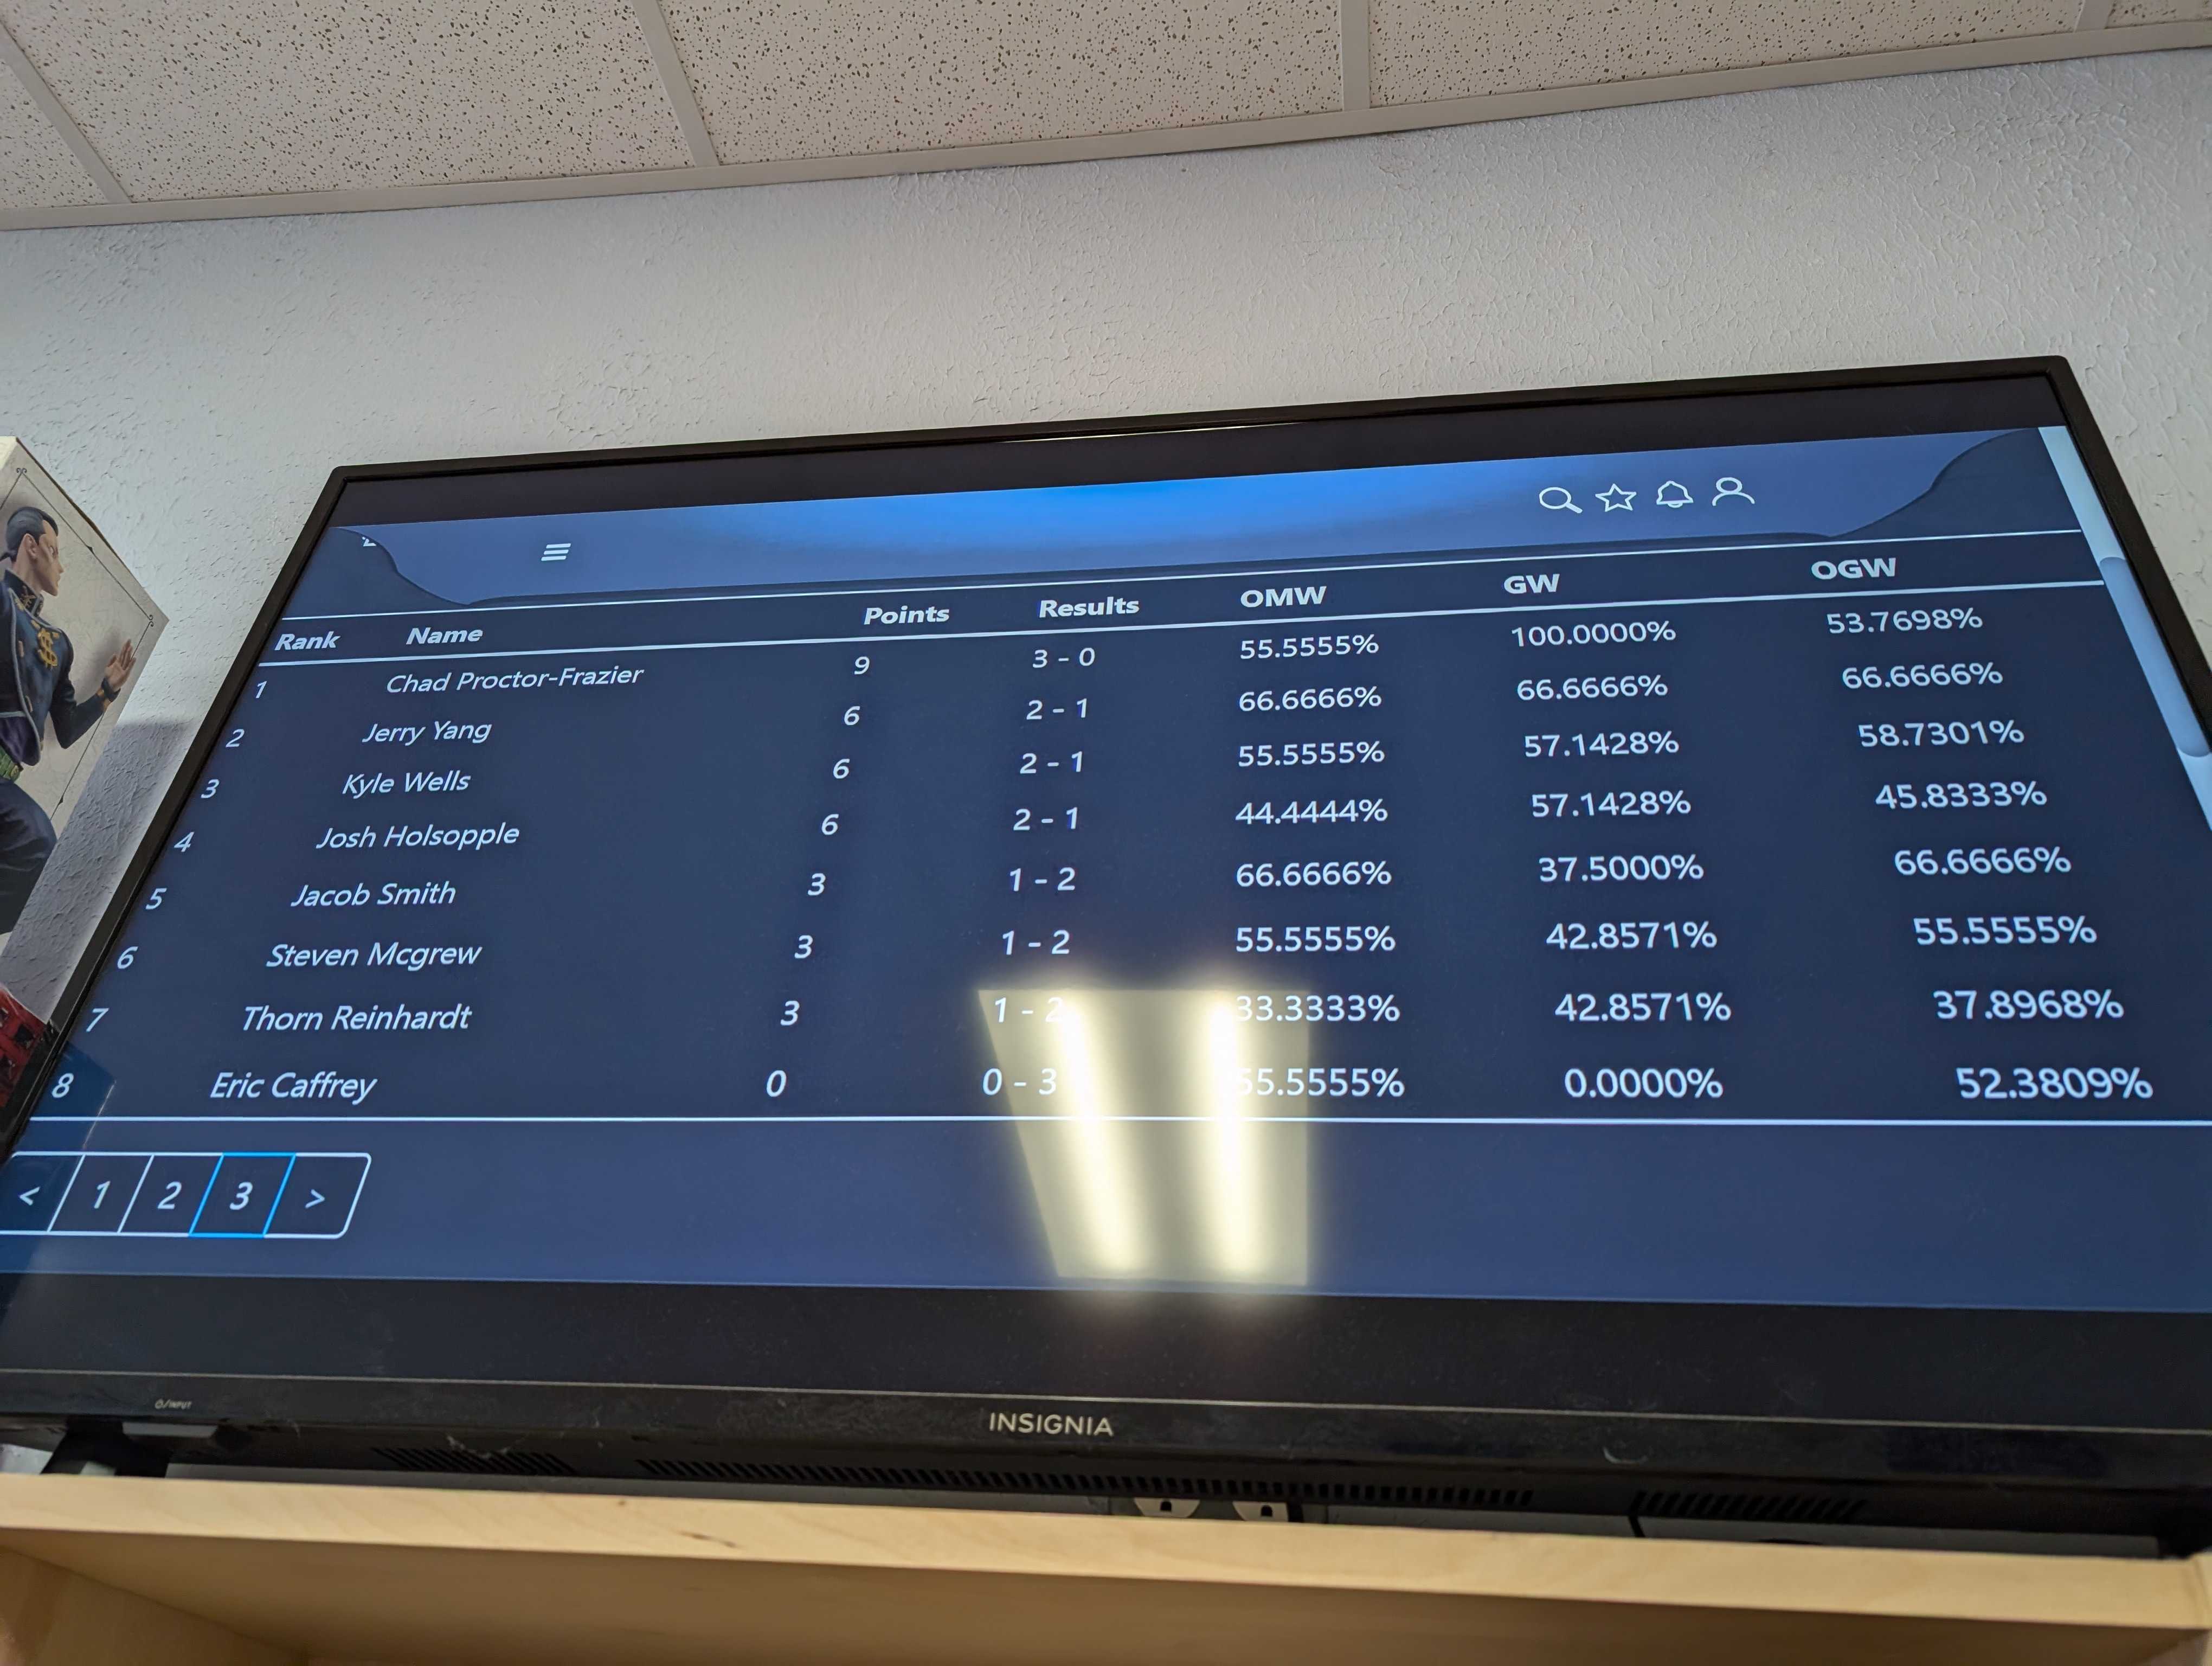 Rank Name Points Results OMW GW OGW
1 Chad Proctor-Frazier 9 3 - 0 55.5555% 100.0000% 53.7698%
2 Jerry Yang 6 2 - 1 66.6666% 66.6666% 66.6666%
3 Kyle Wells 6 2 - 1 55.5555% 57.1428% 58.7301%
4 Josh Holsopple 6 2 - 1 44.4444% 57.1428% 45.8333%
5 Jacob Smith 3 1 - 2 66.6666% 37.5000% 66.6666%
6 Steven Mcgrew 3 1 - 2 55.5555% 42.8571% 55.5555%
7 Thorn Reinhardt 3 1 - 2 33.3333% 42.8571% 37.8968%
8 Eric Caffrey 0 0 - 3 55.5555% 0.0000% 52.3809%
< 1 2 3 >
/INPUT
INSIGNIA